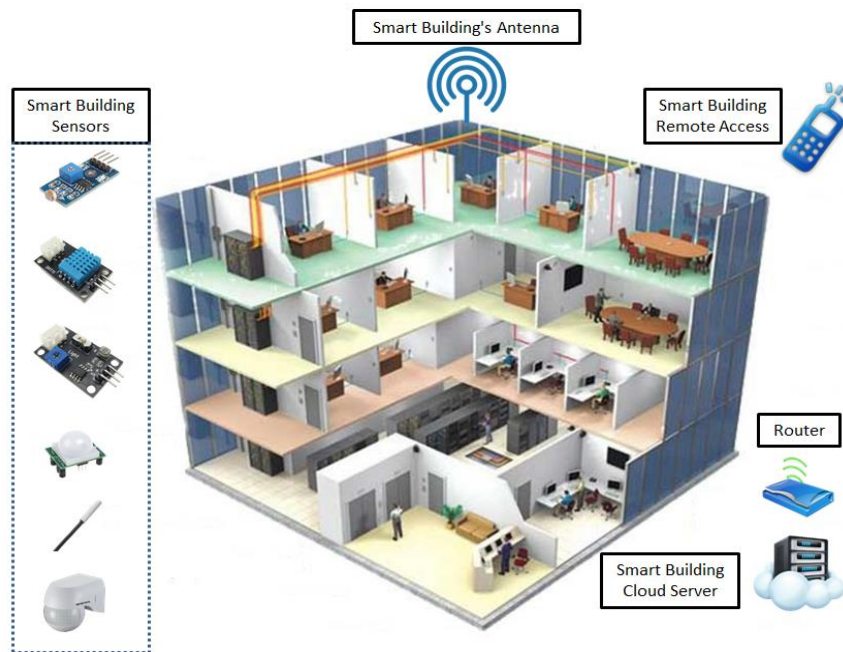 Smart Building's Antenna
Smart Building
Sensors
Smart Building
Remote Access
Router
Smart Building
Cloud Server